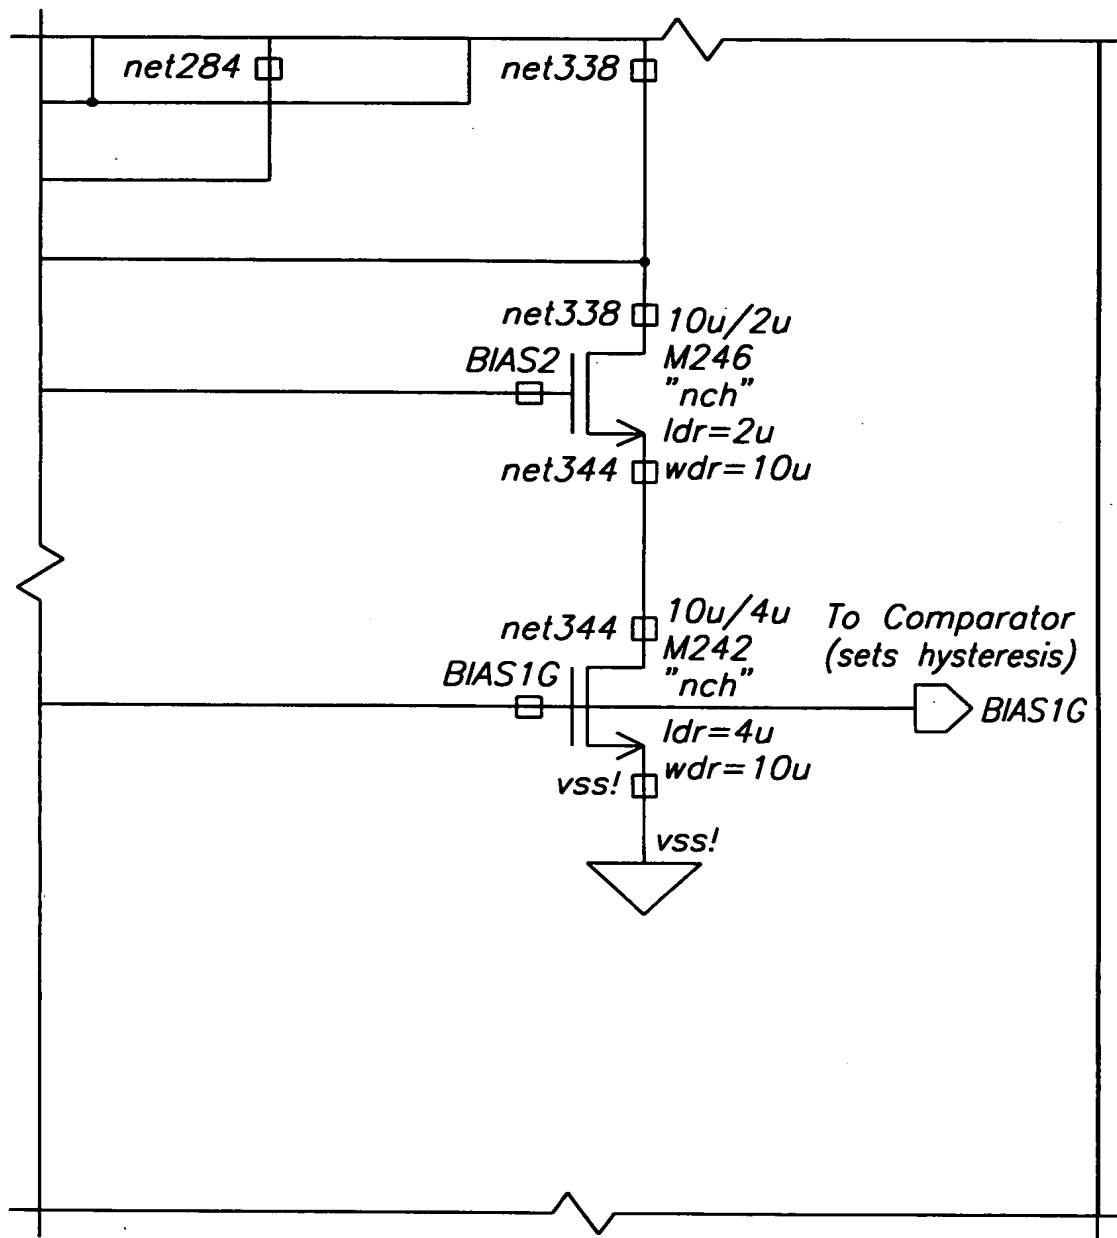 net284
net338
net338
10u/2u
BIAS2
M246
"nch"
ldr=2u
net344
wdr=10u
10u/4u
net344
M242
BIAS1G
"nch"
To Comparator
(sets hysteresis)
BIAS1G
ldr=4u
wdr=10u
vss!
vss!